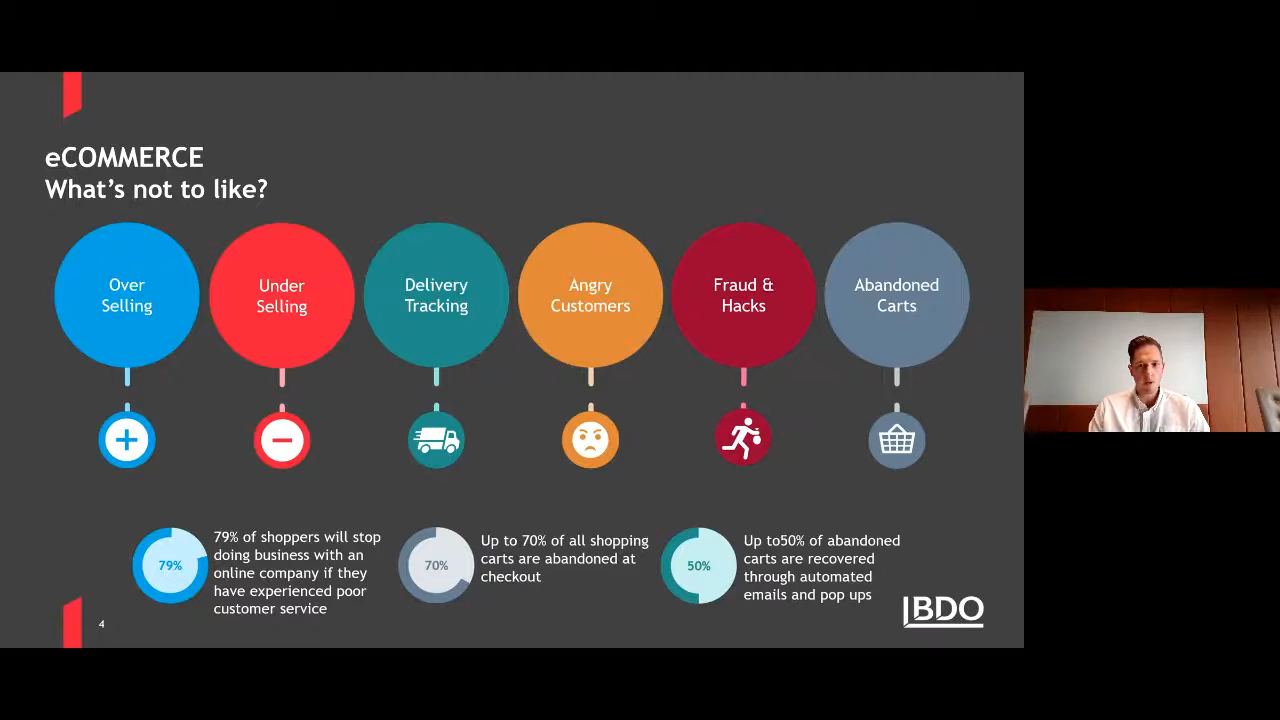 eCOMMERCE
What's not to like?
Over
Selling
Under
Selling
Delivery
Tracking
Angry
Customers
Fraud &
Hacks
Abandoned
Carts
79%
79% of shoppers will stop
doing business with an
online company if they
have experienced poor
customer service
70%
Up to 70% of all shopping
carts are abandoned at
checkout
50%
Up to50% of abandoned
carts are recovered
through automated
emails and pop ups
4
BDO